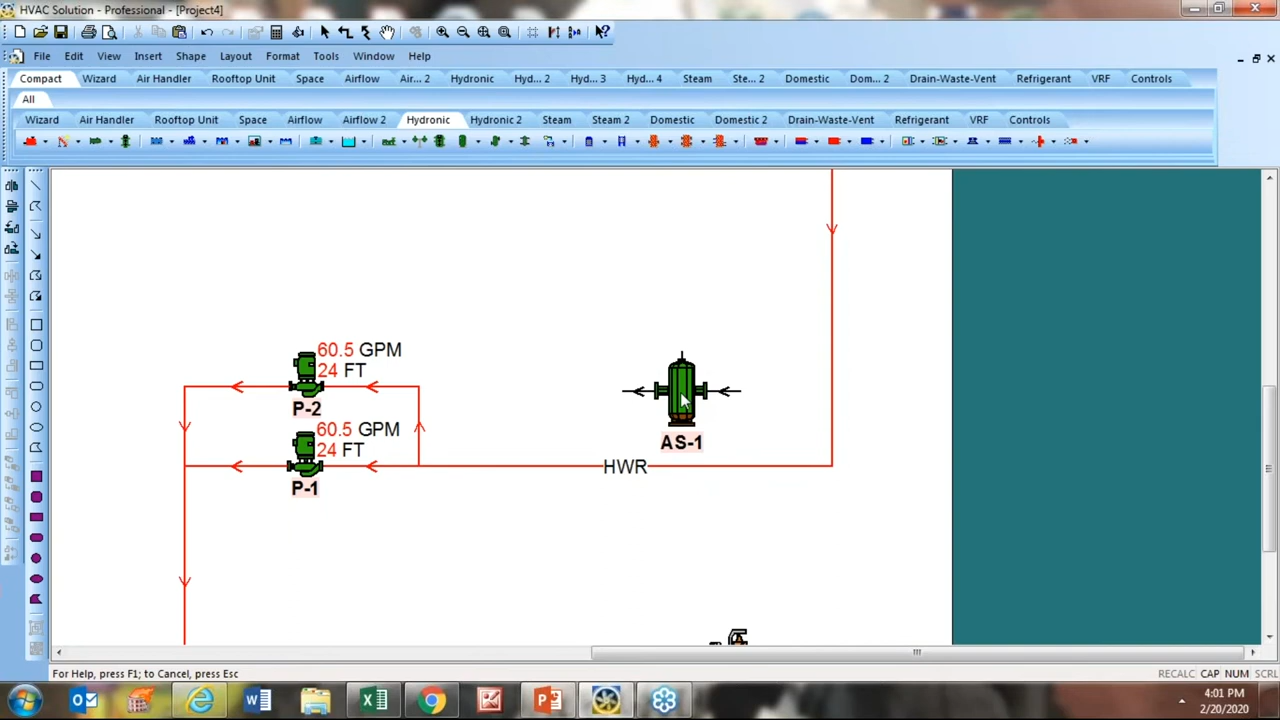 HVAC Solution - Professional - [Project4]
File Edit View Insert Shape Layout Format Tools Window Help
Compact Wizard Air Handler Rooftop Unit Space Airflow Air... 2 Hydronic Hyd... 2 Hyd... 3 Hyd... 4 Steam Ste... 2 Domestic Dom... 2 Drain-Waste-Vent Refrigerant VRF Controls
All
Wizard Air Handler Rooftop Unit Space Airflow Airflow 2 Hydronic Hydronic 2 Steam Steam 2 Domestic Domestic 2 Drain-Waste-Vent Refrigerant VRF Controls
60.5 GPM
24 FT
P-2
60.5 GPM
24 FT
P-1
AS-1
HWR
For Help, press F1; to Cancel, press Esc
RECALC CAP NUM SCRL
4:01 PM
2/20/2020